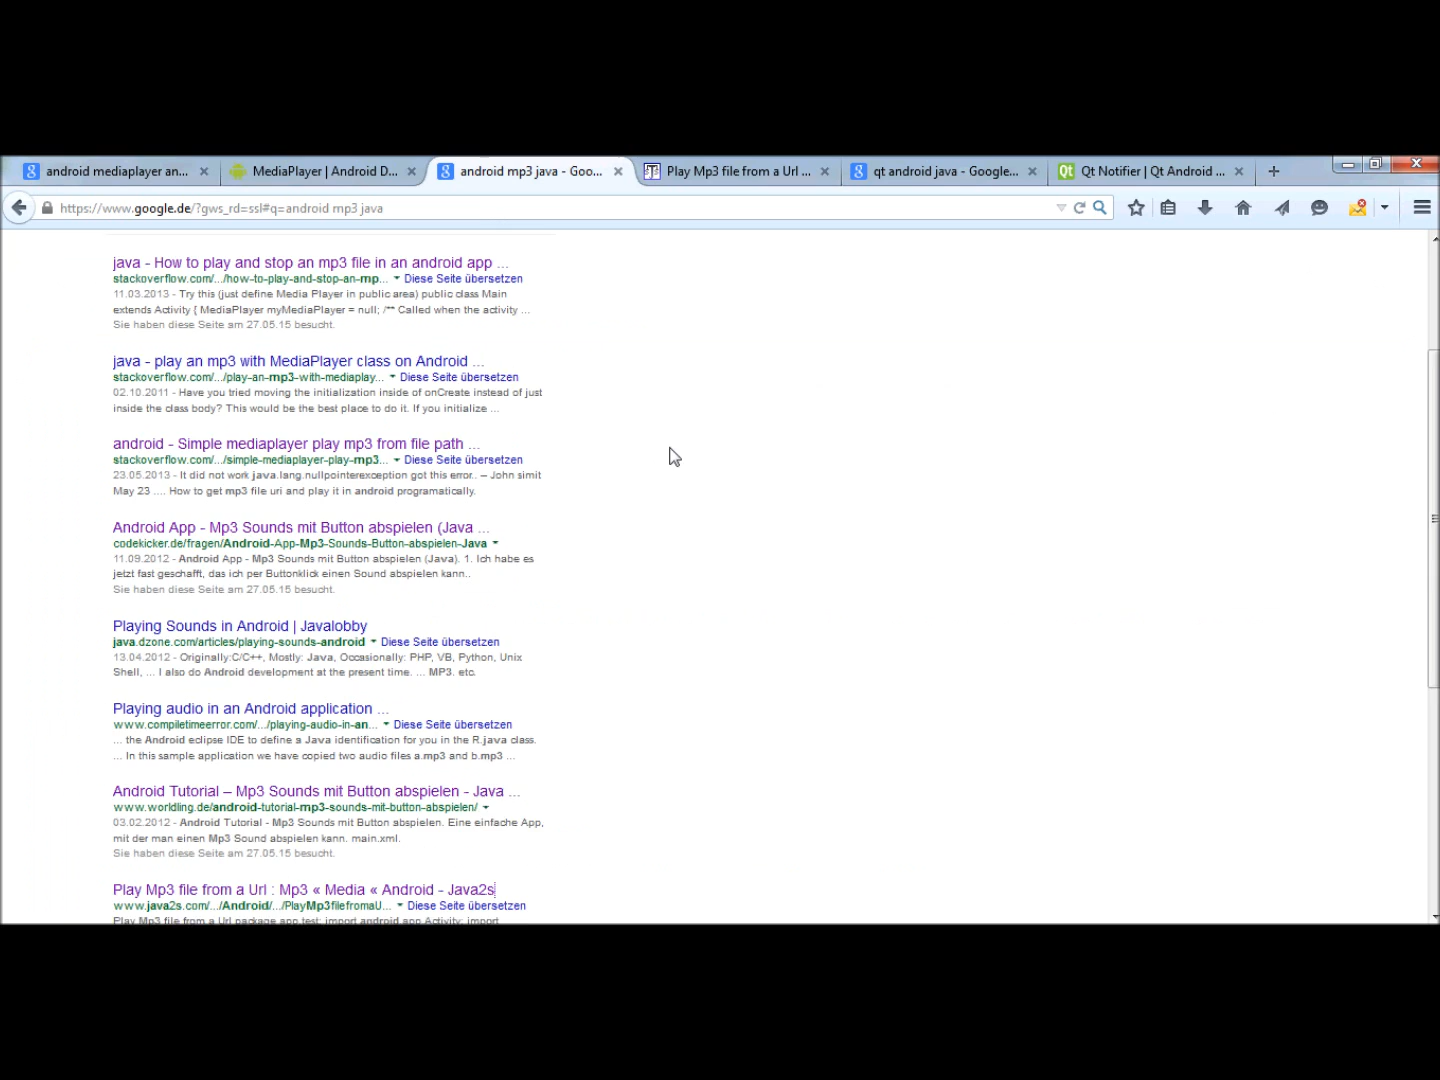 android mediaplayer an...
MediaPlayer | Android D...
android mp3 java - Goo...
Play Mp3 file from a Url ...
qt android java - Google...
Qt Notifier | Qt Android ...
https://www.google.de/?gws_rd=ssl#q=android mp3 java
java - How to play and stop an mp3 file in an android app ...
stackoverflow.com/.../how-to-play-and-stop-an-mp... Diese Seite übersetzen
11.03.2013 - Try this (just define Media Player in public area) public class Main
extends Activity { MediaPlayer myMediaPlayer = null; /** Called when the activity ...
Sie haben diese Seite am 27.05.15 besucht.
java - play an mp3 with MediaPlayer class on Android ...
stackoverflow.com/.../play-an-mp3-with-mediaplay... Diese Seite übersetzen
02.10.2011 - Have you tried moving the initialization inside of onCreate instead of just
inside the class body? This would be the best place to do it. If you initialize ...
android - Simple mediaplayer play mp3 from file path ...
stackoverflow.com/.../simple-mediaplayer-play-mp3... Diese Seite übersetzen
23.05.2013 - It did not work java.lang.nullpointerexception got this error.. – John simit
May 23 .... How to get mp3 file uri and play it in android programatically.
Android App - Mp3 Sounds mit Button abspielen (Java ...
codekicker.de/fragen/Android-App-Mp3-Sounds-Button-abspielen-Java
11.09.2012 - Android App - Mp3 Sounds mit Button abspielen (Java). 1. Ich habe es
jetzt fast geschafft, das ich per Buttonklick einen Sound abspielen kann..
Sie haben diese Seite am 27.05.15 besucht.
Playing Sounds in Android | Javalobby
java.dzone.com/articles/playing-sounds-android Diese Seite übersetzen
13.04.2012 - Originally:C/C++, Mostly: Java, Occasionally: PHP, VB, Python, Unix
Shell, ... I also do Android development at the present time. ... MP3. etc.
Playing audio in an Android application ...
www.compiletimeerror.com/.../playing-audio-in-an... Diese Seite übersetzen
... the Android eclipse IDE to define a Java identification for you in the R.java class.
... In this sample application we have copied two audio files a.mp3 and b.mp3 ...
Android Tutorial – Mp3 Sounds mit Button abspielen - Java ...
www.worldling.de/android-tutorial-mp3-sounds-mit-button-abspielen/
03.02.2012 - Android Tutorial - Mp3 Sounds mit Button abspielen. Eine einfache App,
mit der man einen Mp3 Sound abspielen kann. main.xml.
Sie haben diese Seite am 27.05.15 besucht.
Play Mp3 file from a Url : Mp3 « Media « Android - Java2s
www.java2s.com/.../Android/.../PlayMp3filefromaU... Diese Seite übersetzen
Play Mp3 file from a Url package app.test; import android.app.Activity; import